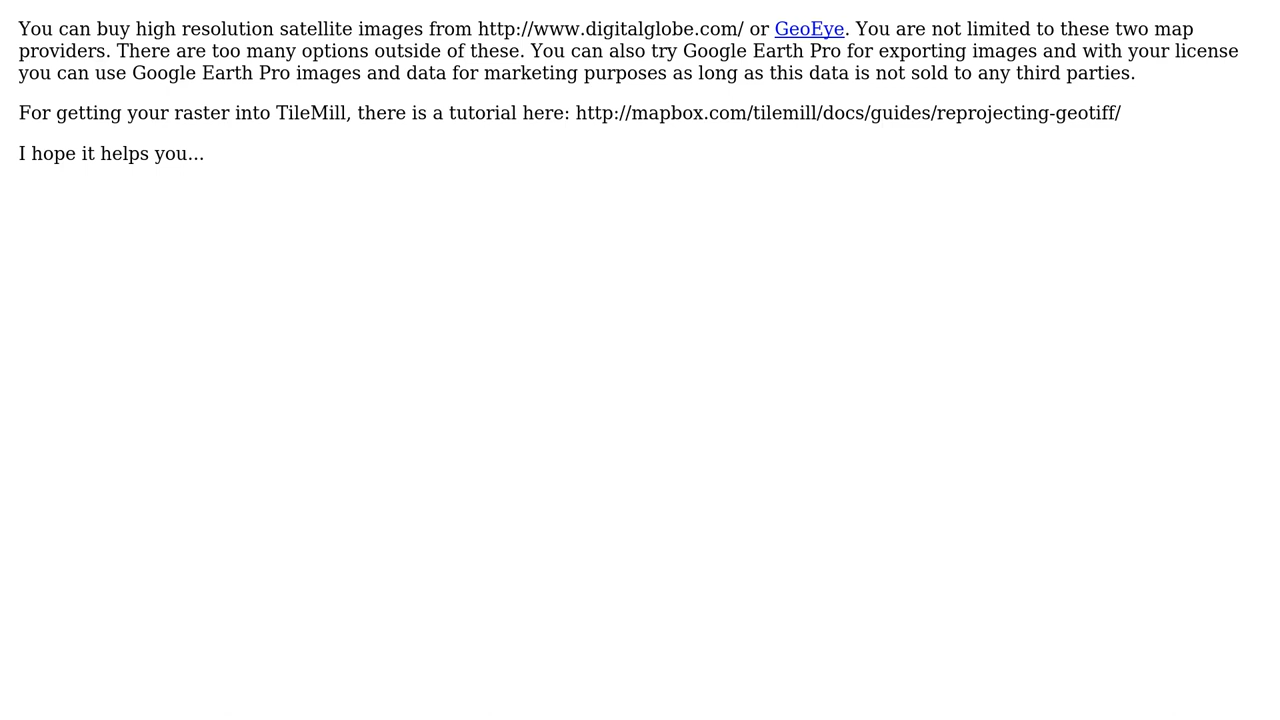 You can buy high resolution satellite images from http://www.digitalglobe.com/ or GeoEye. You are not limited to these two map
providers. There are too many options outside of these. You can also try Google Earth Pro for exporting images and with your license
you can use Google Earth Pro images and data for marketing purposes as long as this data is not sold to any third parties.
For getting your raster into TileMill, there is a tutorial here: http://mapbox.com/tilemill/docs/guides/reprojecting-geotiff/
I hope it helps you...